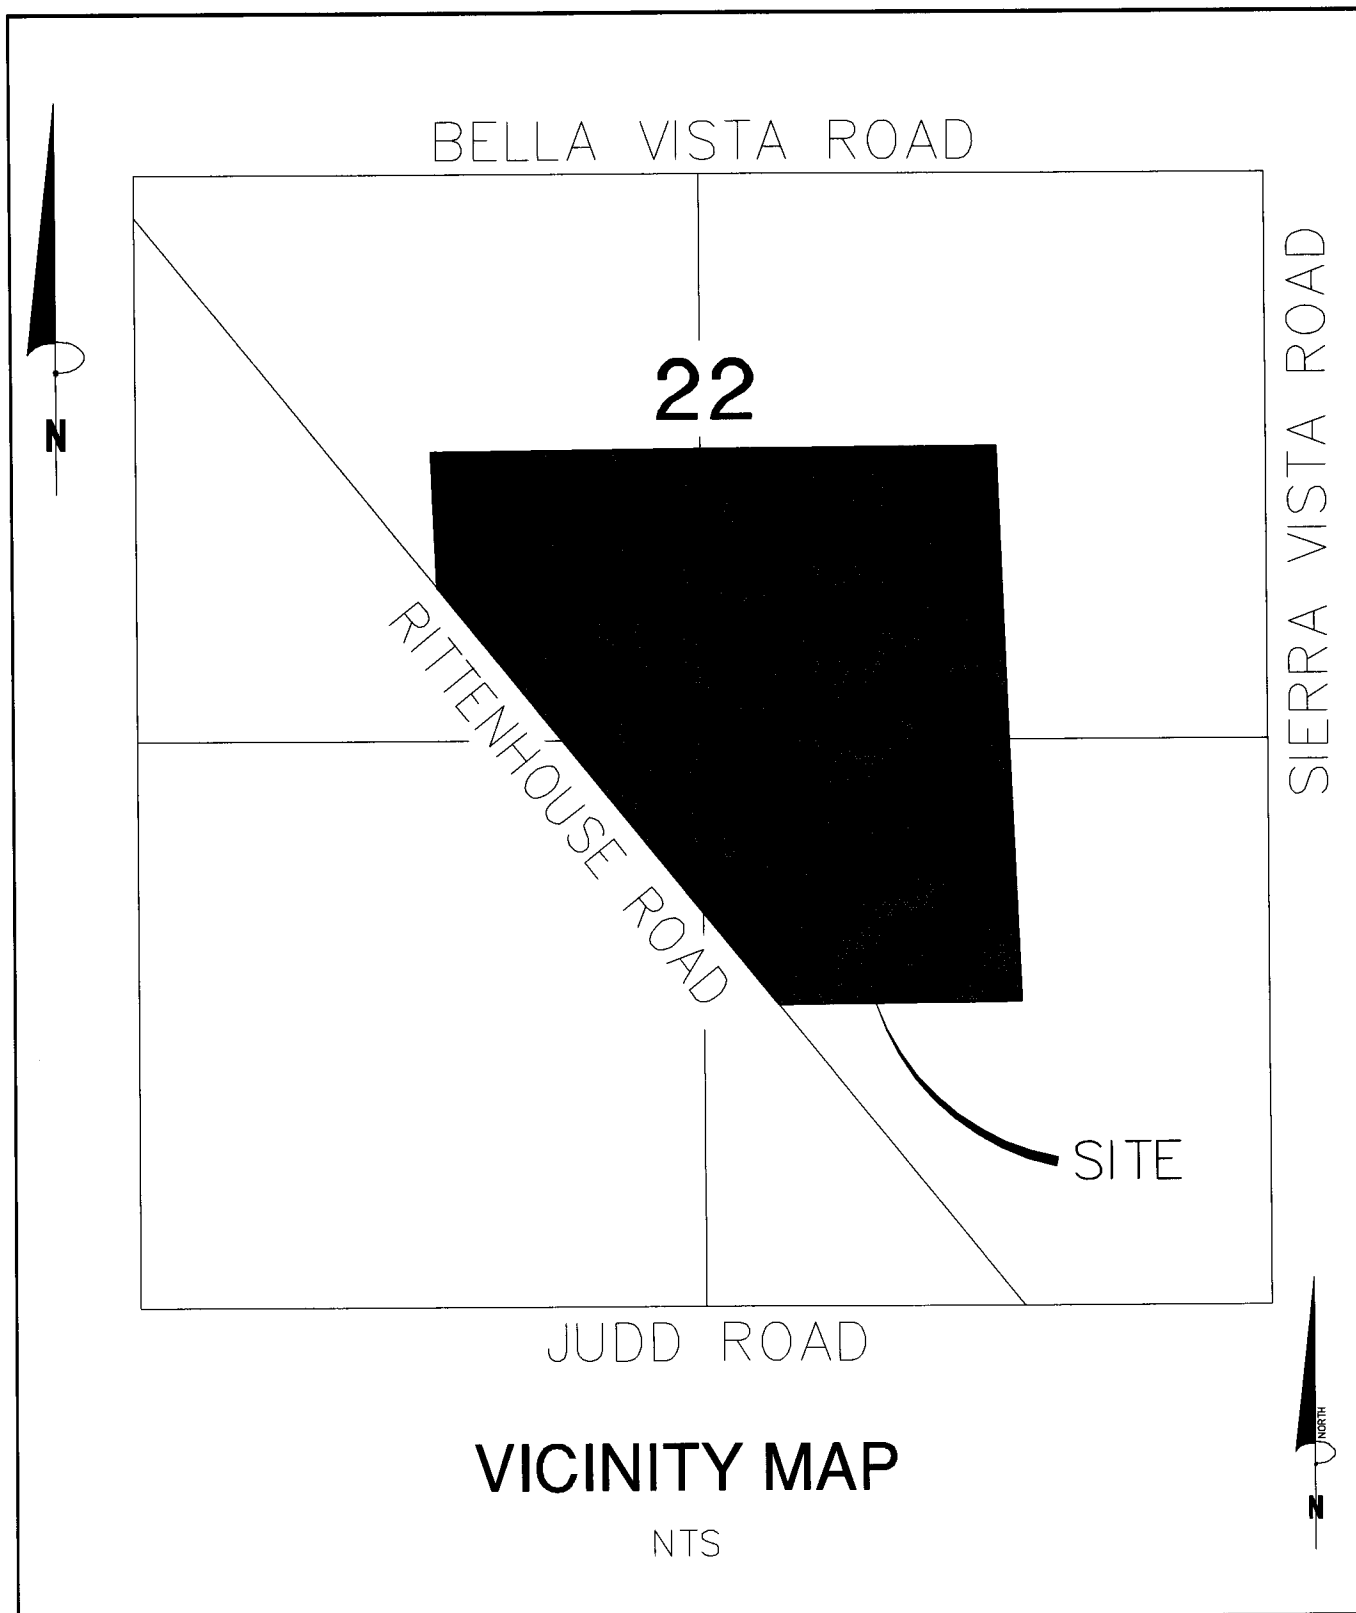 BELLA VISTA ROAD
N
22
SIERRA VISTA ROAD
RITTENHOUSE ROAD
SITE
JUDD ROAD
VICINITY MAP
NTS
NORTH
N